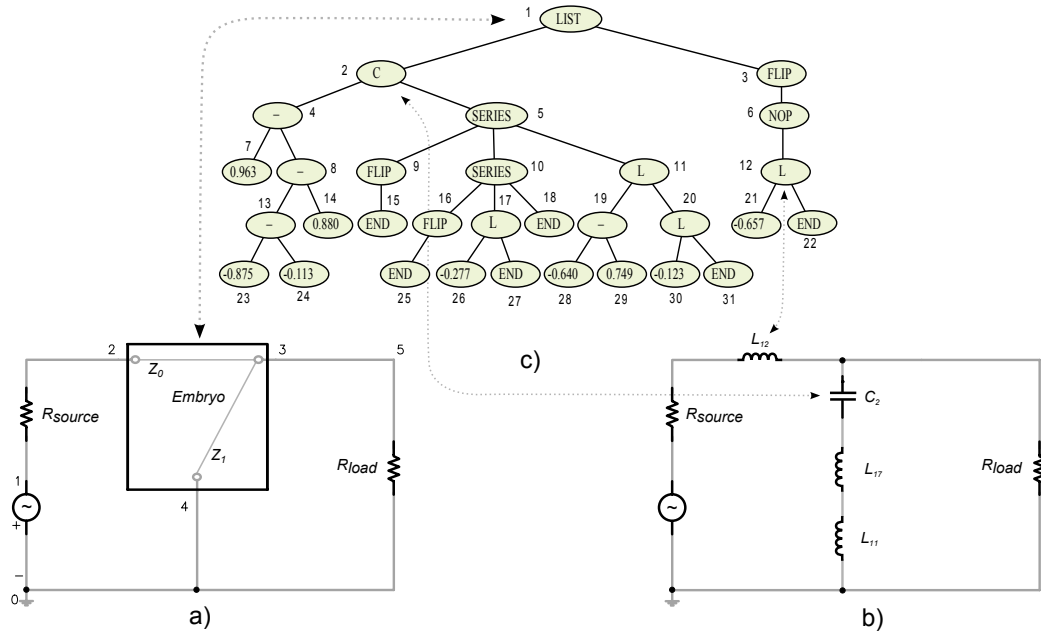 1 LIST
2 C 3 FLIP
− 4 SERIES 5 6 NOP
7 0.963 − 8 FLIP 9 SERIES 10 L 11 12 L
13 − 14 0.880 15 END 16 FLIP 17 L 18 END 19 − 20 L 21 -0.657 END 22
-0.875 -0.113 END -0.277 END -0.640 0.749 -0.123 END
23 24 25 26 27 28 29 30 31
c)
2 Z0 3 5
Embryo
Rsource
Z1
Rload
1
~
+
4
−
0
a)
L12
C2
Rsource
L17
Rload
~
L11
b)